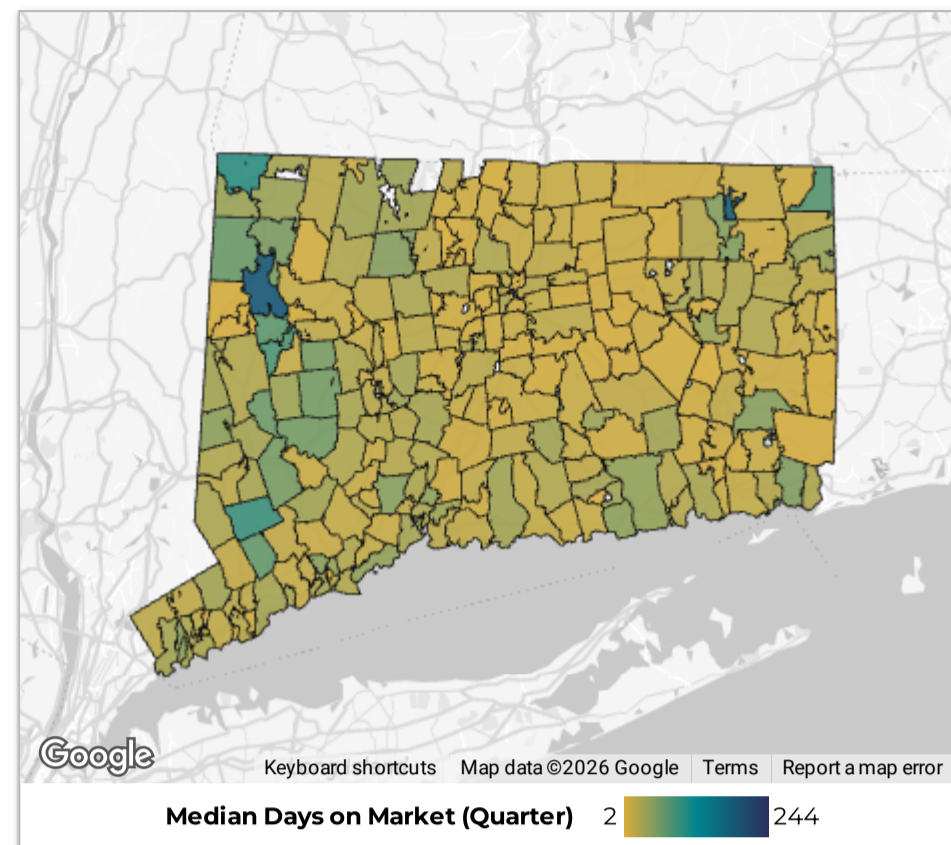 Google
Keyboard shortcuts Map data ©2026 Google Terms Report a map error
Median Days on Market (Quarter) 2 244